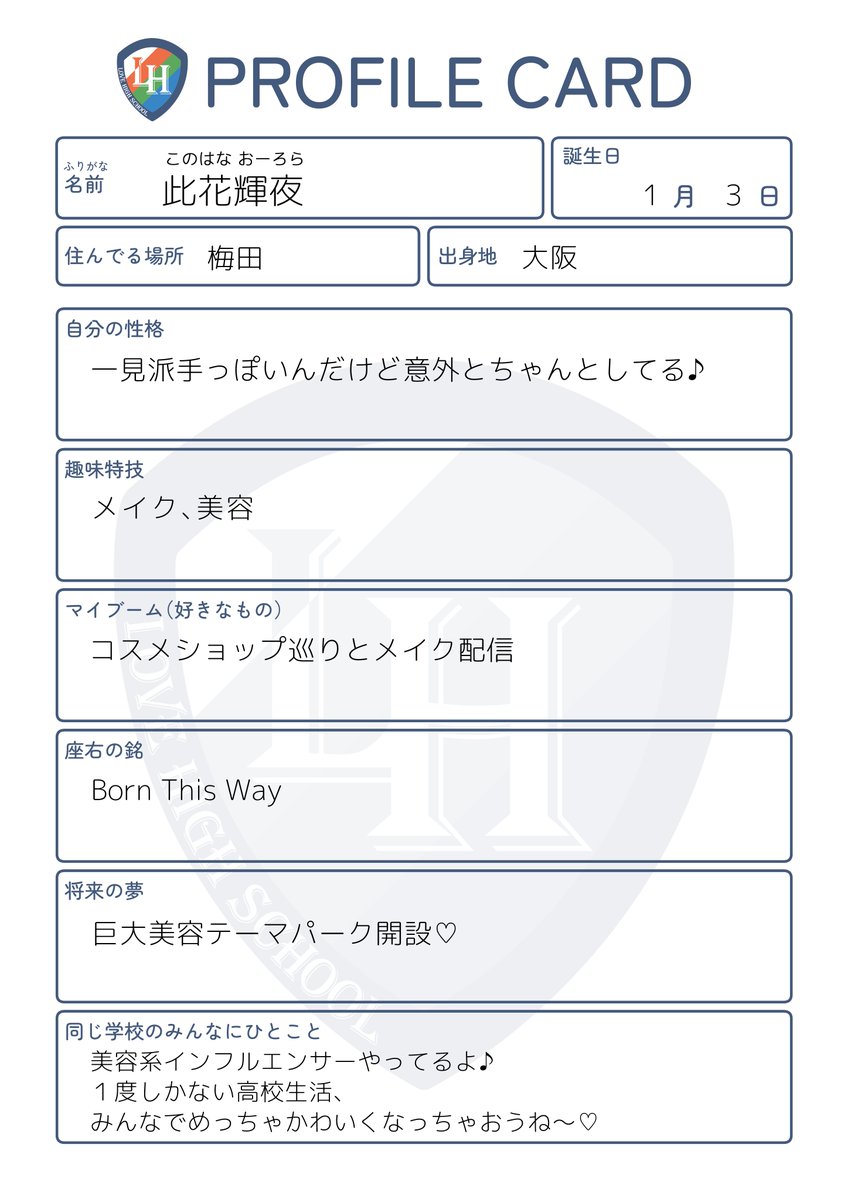 LH
LOVE HIGH SCHOOL
PROFILE CARD
ふりがな
名前
このはな おーろら
此花輝夜
誕生日
1 月 3 日
住んでる場所 梅田
出身地 大阪
自分の性格
一見派手っぽいんだけど意外とちゃんとしてる♪
趣味特技
メイク、美容
マイブーム(好きなもの)
コスメショップ巡りとメイク配信
座右の銘
Born This Way
将来の夢
巨大美容テーマパーク開設♡
同じ学校のみんなにひとこと
美容系インフルエンサーやってるよ♪
１度しかない高校生活、
みんなでめっちゃかわいくなっちゃおうね〜♡
LH
LOVE HIGH SCHOOL